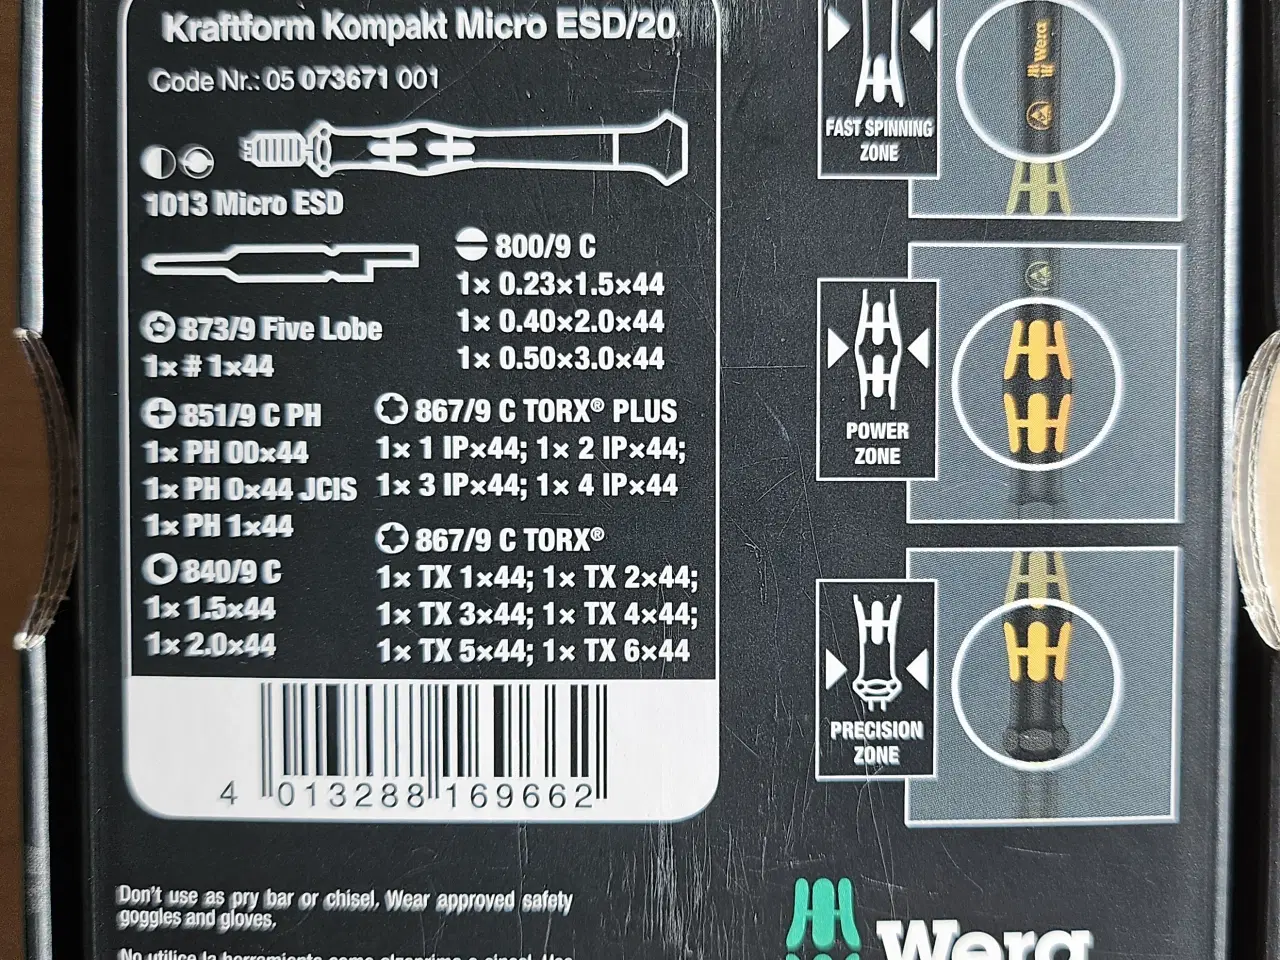 Kraftform Kompakt Micro ESD/20
Code Nr.: 05 073671 001
1013 Micro ESD
800/9 C
1× 0.23×1.5×44
1× 0.40×2.0×44
1× 0.50×3.0×44
873/9 Five Lobe
1× # 1×44
851/9 C PH
1× PH 00×44
1× PH 0×44 JCIS
1× PH 1×44
840/9 C
1× 1.5×44
1× 2.0×44
867/9 C TORX® PLUS
1× 1 IP×44; 1× 2 IP×44;
1× 3 IP×44; 1× 4 IP×44
867/9 C TORX®
1× TX 1×44; 1× TX 2×44;
1× TX 3×44; 1× TX 4×44;
1× TX 5×44; 1× TX 6×44
4 013288 169662
Don't use as pry bar or chisel. Wear approved safety
goggles and gloves.
No utilice la herramienta como
FAST SPINNING
ZONE
Wera
POWER
ZONE
PRECISION
ZONE
Wera